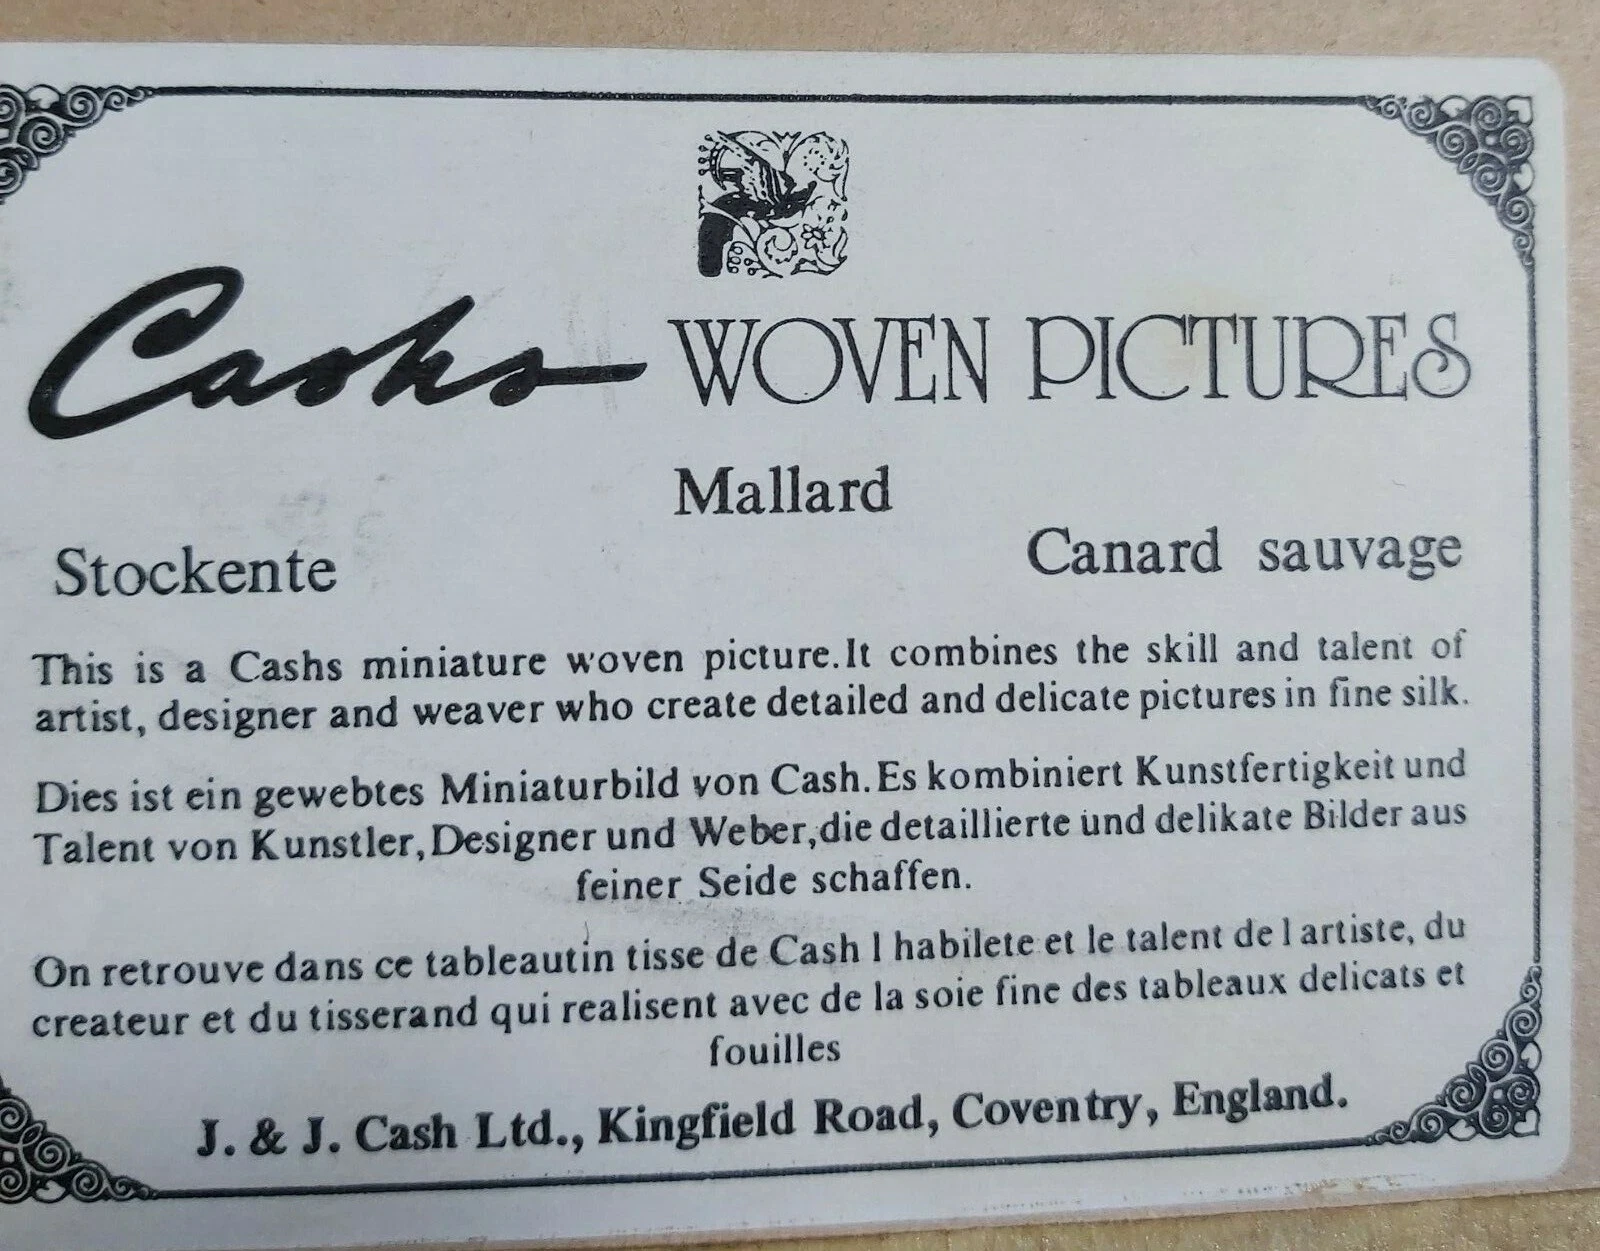 Cashs WOVEN PICTURES
Mallard
Stockente
Canard sauvage
This is a Cashs miniature woven picture.It combines the skill and talent of
artist, designer and weaver who create detailed and delicate pictures in fine silk.
Dies ist ein gewebtes Miniaturbild von Cash.Es kombiniert Kunstfertigkeit und
Talent von Kunstler,Designer und Weber,die detaillierte und delikate Bilder aus
feiner Seide schaffen.
On retrouve dans ce tableautin tisse de Cash l habilete et le talent de l artiste, du
createur et du tisserand qui realisent avec de la soie fine des tableaux delicats et
fouilles
J. & J. Cash Ltd., Kingfield Road, Coventry, England.